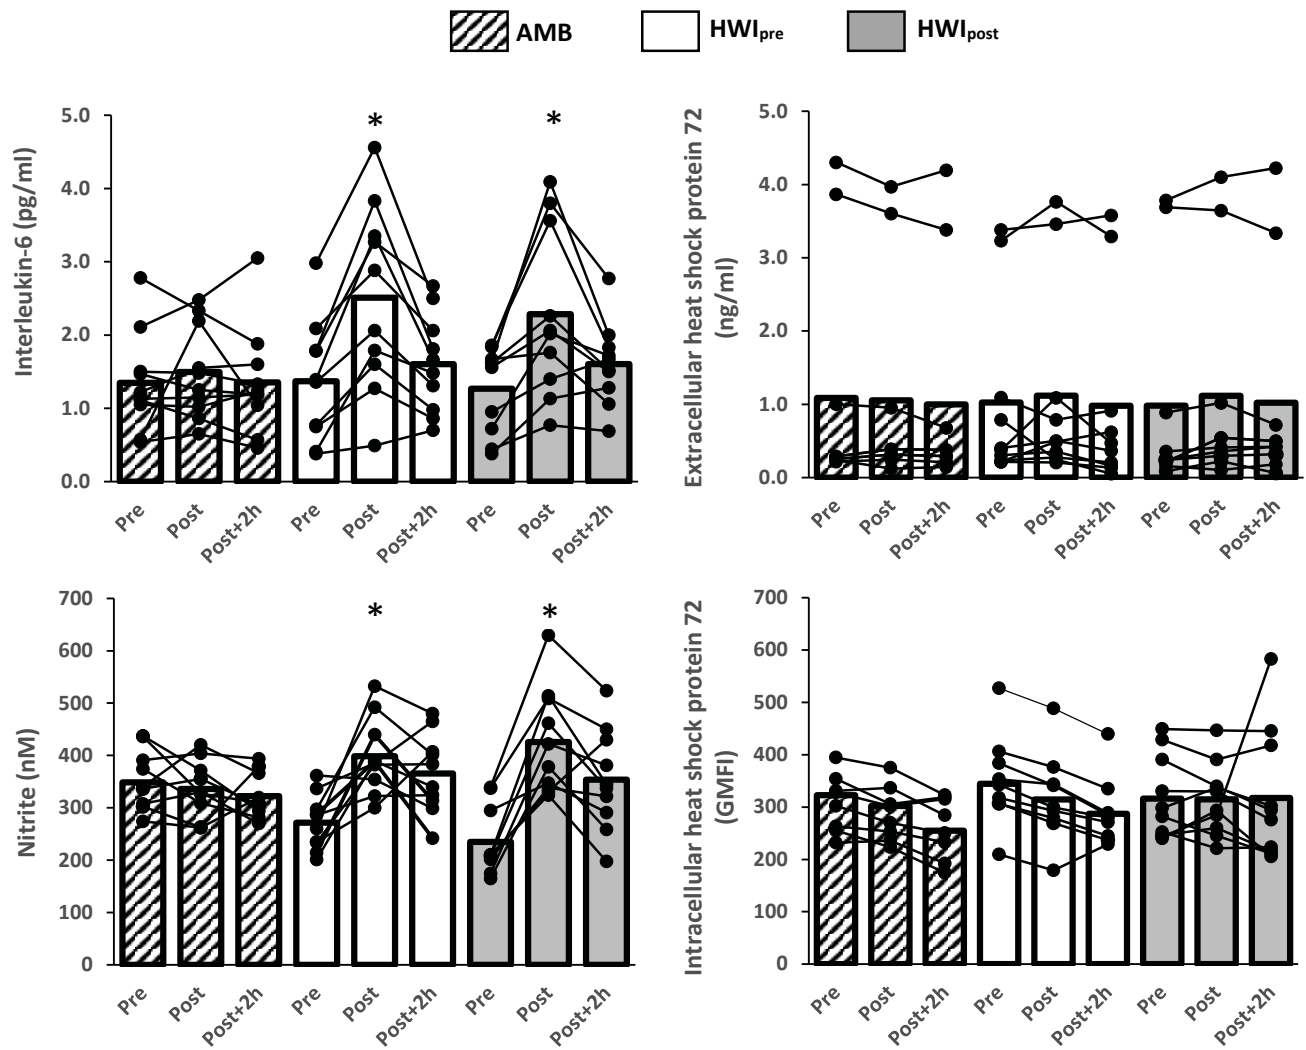 AMB HWIpre HWIpost
Interleukin-6 (pg/ml)
5.0
4.0
3.0
2.0
1.0
0.0
* *
Pre Post Post+2h Pre Post Post+2h Pre Post Post+2h
Extracellular heat shock protein 72
(ng/ml)
5.0
4.0
3.0
2.0
1.0
0.0
Pre Post Post+2h Pre Post Post+2h Pre Post Post+2h
Nitrite (nM)
700
600
500
400
300
200
100
0
* *
Pre Post Post+2h Pre Post Post+2h Pre Post Post+2h
Intracellular heat shock protein 72
(GMFI)
700
600
500
400
300
200
100
0
Pre Post Post+2h Pre Post Post+2h Pre Post Post+2h